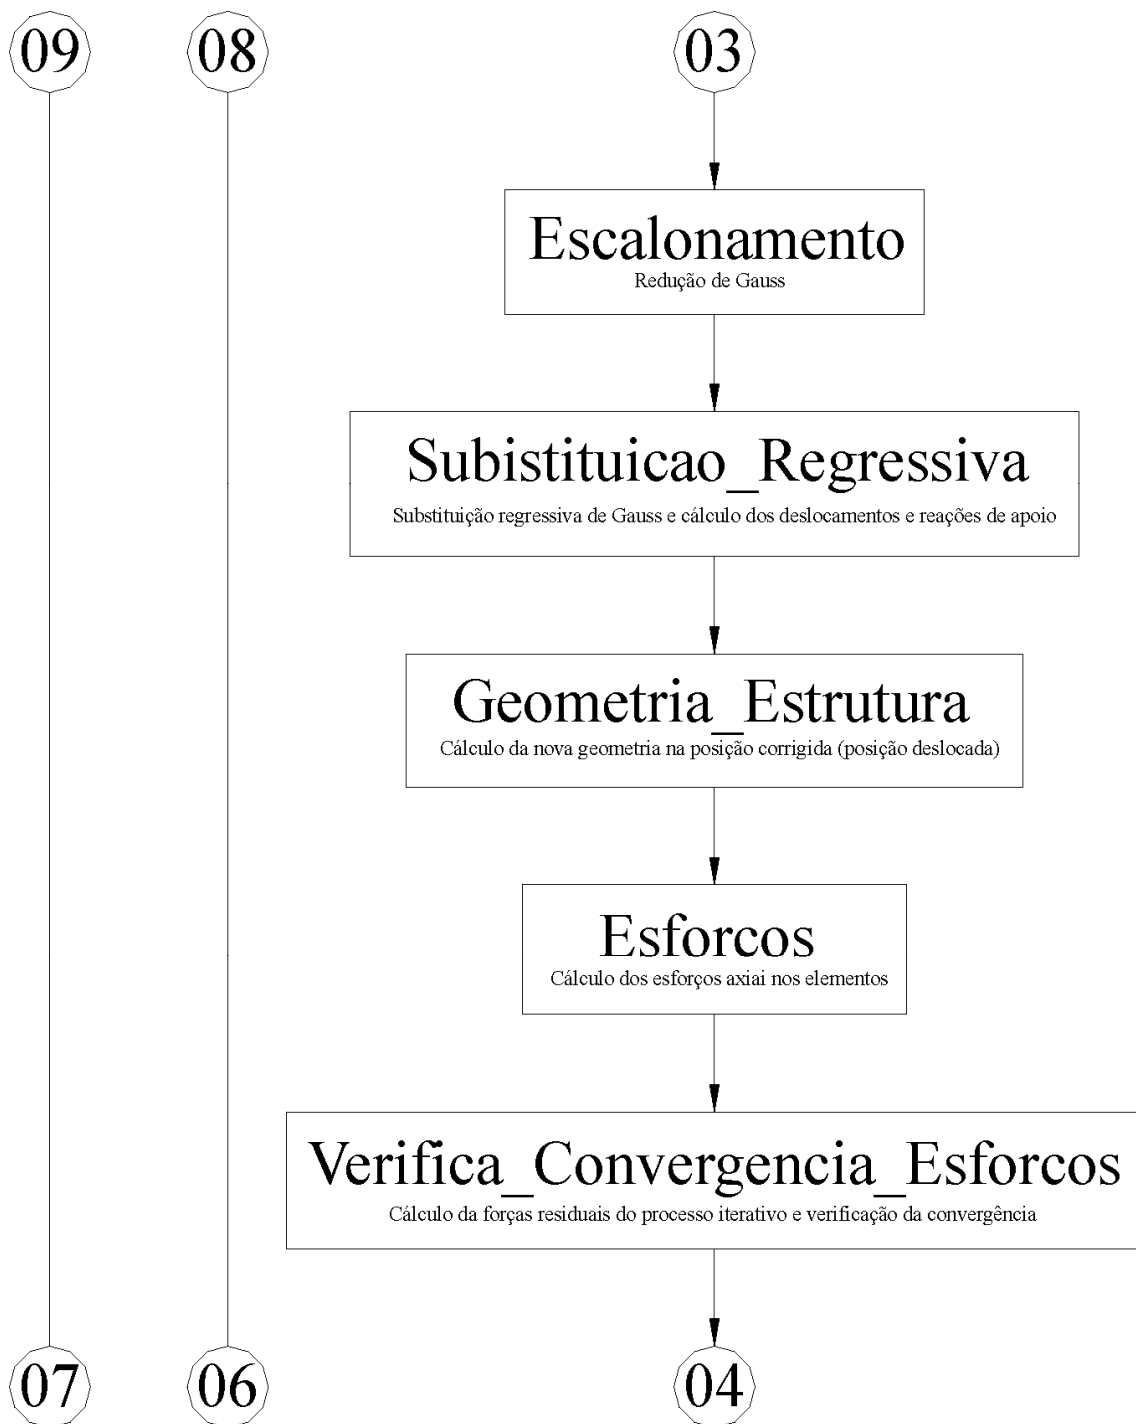 09 08 03
Escalonamento
Redução de Gauss
Subistituicao_Regressiva
Substituição regressiva de Gauss e cálculo dos deslocamentos e reações de apoio
Geometria_Estrutura
Cálculo da nova geometria na posição corrigida (posição deslocada)
Esforcos
Cálculo dos esforços axiai nos elementos
Verifica_Convergencia_Esforcos
Cálculo da forças residuais do processo iterativo e verificação da convergência
07 06 04